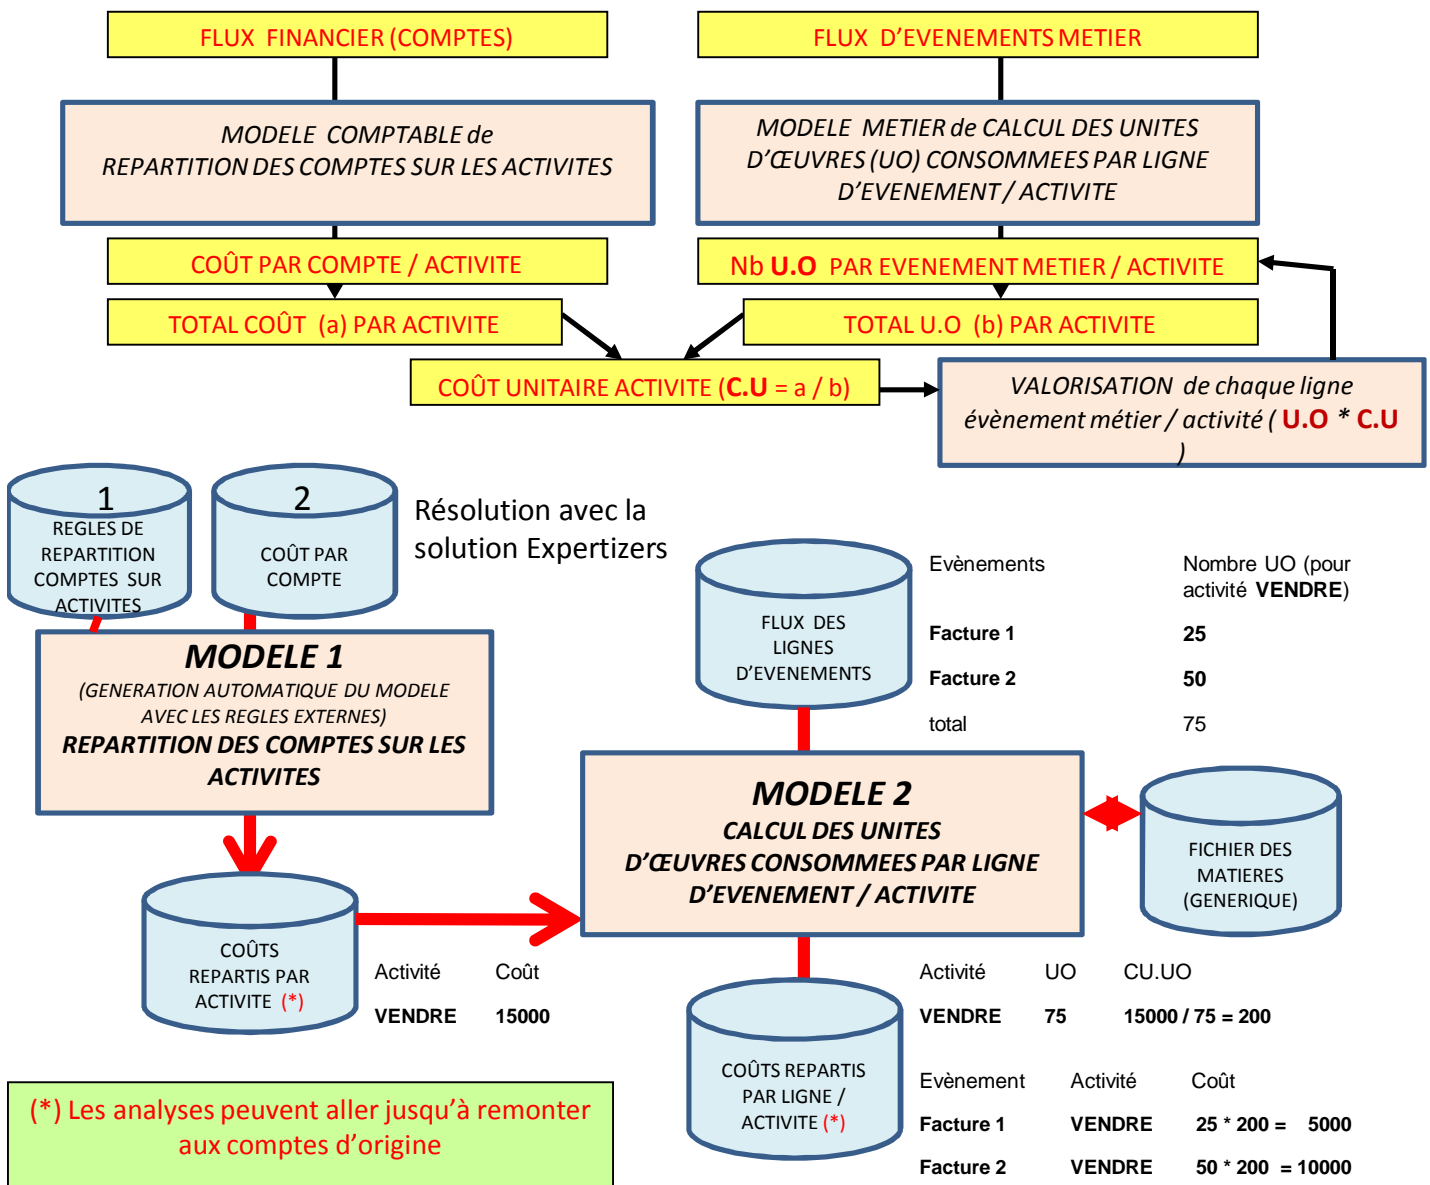 FLUX FINANCIER (COMPTES)
FLUX D'EVENEMENTS METIER
MODELE COMPTABLE de
REPARTITION DES COMPTES SUR LES ACTIVITES
MODELE METIER de CALCUL DES UNITES
D'ŒUVRES (UO) CONSOMMEES PAR LIGNE
D'EVENEMENT / ACTIVITE
COÛT PAR COMPTE / ACTIVITE
Nb U.O PAR EVENEMENT METIER / ACTIVITE
TOTAL COÛT (a) PAR ACTIVITE
TOTAL U.O (b) PAR ACTIVITE
COÛT UNITAIRE ACTIVITE (C.U = a / b)
VALORISATION de chaque ligne
évènement métier / activité ( U.O * C.U
)
1
REGLES DE
REPARTITION
COMPTES SUR
ACTIVITES
2
COÛT PAR
COMPTE
Résolution avec la
solution Expertizers
FLUX DES
LIGNES
D'EVENEMENTS
Evènements
Nombre UO (pour
activité VENDRE)
Facture 1
25
Facture 2
50
total
75
MODELE 1
(GENERATION AUTOMATIQUE DU MODELE
AVEC LES REGLES EXTERNES)
REPARTITION DES COMPTES SUR LES
ACTIVITES
MODELE 2
CALCUL DES UNITES
D'ŒUVRES CONSOMMEES PAR LIGNE
D'EVENEMENT / ACTIVITE
FICHIER DES
MATIERES
(GENERIQUE)
COÛTS
REPARTIS PAR
ACTIVITE (*)
Activité Coût
VENDRE 15000
COÛTS REPARTIS
PAR LIGNE /
ACTIVITE (*)
Activité UO CU.UO
VENDRE 75 15000 / 75 = 200
Evènement Activité Coût
Facture 1 VENDRE 25 * 200 = 5000
Facture 2 VENDRE 50 * 200 = 10000
(*) Les analyses peuvent aller jusqu'à remonter
aux comptes d'origine